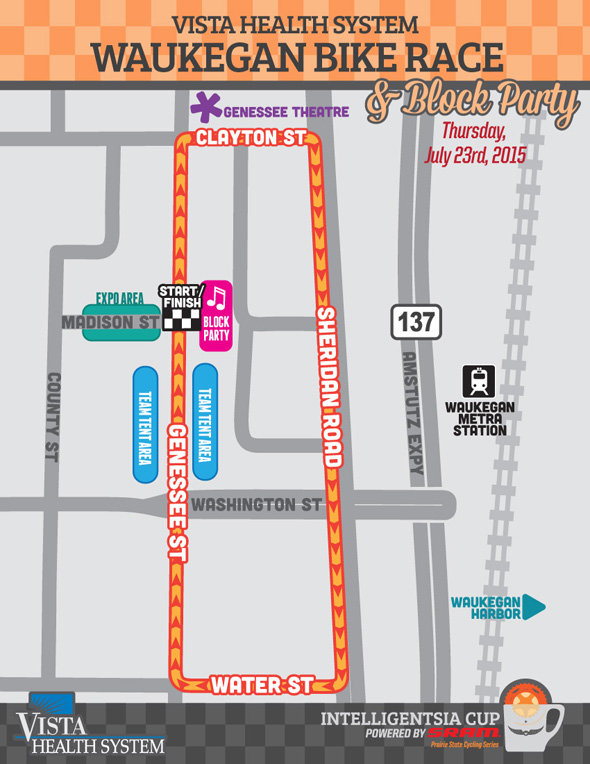 VISTA HEALTH SYSTEM
WAUKEGAN BIKE RACE
& Block Party
Thursday,
July 23rd, 2015
GENESSEE THEATRE
CLAYTON ST
START/
FINISH
EXPO AREA
MADISON ST
BLOCK
PARTY
SHERIDAN ROAD
137
AMSTUTZ EXPY
COUNTY ST
TEAM TENT AREA
TEAM TENT AREA
GENESSEE ST
WAUKEGAN
METRA
STATION
WASHINGTON ST
WAUKEGAN
HARBOR
WATER ST
VISTA
HEALTH SYSTEM
INTELLIGENTSIA CUP
POWERED BY SRAM
Prairie State Cycling Series